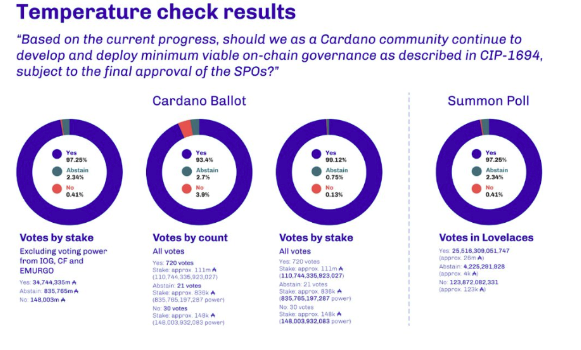 Temperature check results
“Based on the current progress, should we as a Cardano community continue to
develop and deploy minimum viable on-chain governance as described in CIP-1694,
subject to the final approval of the SPOs?”
Cardano Ballot
Summon Poll
Yes
97.25%
Abstain
2.34%
No
0.41%
Yes
93.4%
Abstain
2.7%
No
3.9%
Yes
99.12%
Abstain
0.75%
No
0.13%
Yes
97.25%
Abstain
2.34%
No
0.41%
Votes by stake
Excluding voting power
from IOG, CF and
EMURGO
Yes: 34,744,335m ₳
Abstain: 835,765m ₳
No: 148,003m ₳
Votes by count
All votes
Yes: 720 votes
Stake: approx. 111m ₳
(110,744,335,923,027)
Abstain: 21 votes
Stake: approx. 836k ₳
(835,765,197,287 power)
No: 30 votes
Stake: approx. 148k ₳
(148,003,932,083 power)
Votes by stake
All votes
Yes: 720 votes
Stake: approx. 111m ₳
(110,744,335,923,027)
Abstain: 21 votes
Stake: approx. 836k ₳
(835,765,197,287 power)
No: 30 votes
Stake: approx. 148k ₳
(148,003,932,083 power)
Votes in Lovelaces
Yes: 25,516,309,051,747
(approx. 26m ₳)
Abstain: 4,225,201,928
(approx. 4k ₳)
No: 123,872,082,331
(approx. 123k ₳)